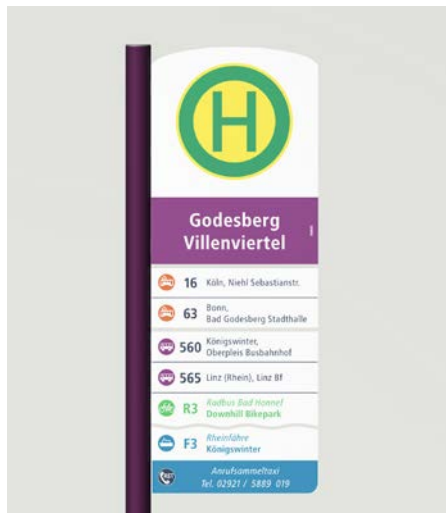 H
Godesberg
Villenviertel
16 Köln, Niehl Sebastianstr.
63 Bonn,
Bad Godesberg Stadthalle
560 Königswinter,
Oberpleis Busbahnhof
565 Linz (Rhein), Linz Bf
R3 Radbus Bad Honnef
Downhill Bikepark
F3 Rheinfähre
Königswinter
Anrufsammeltaxi
Tel. 02921 / 5889 019